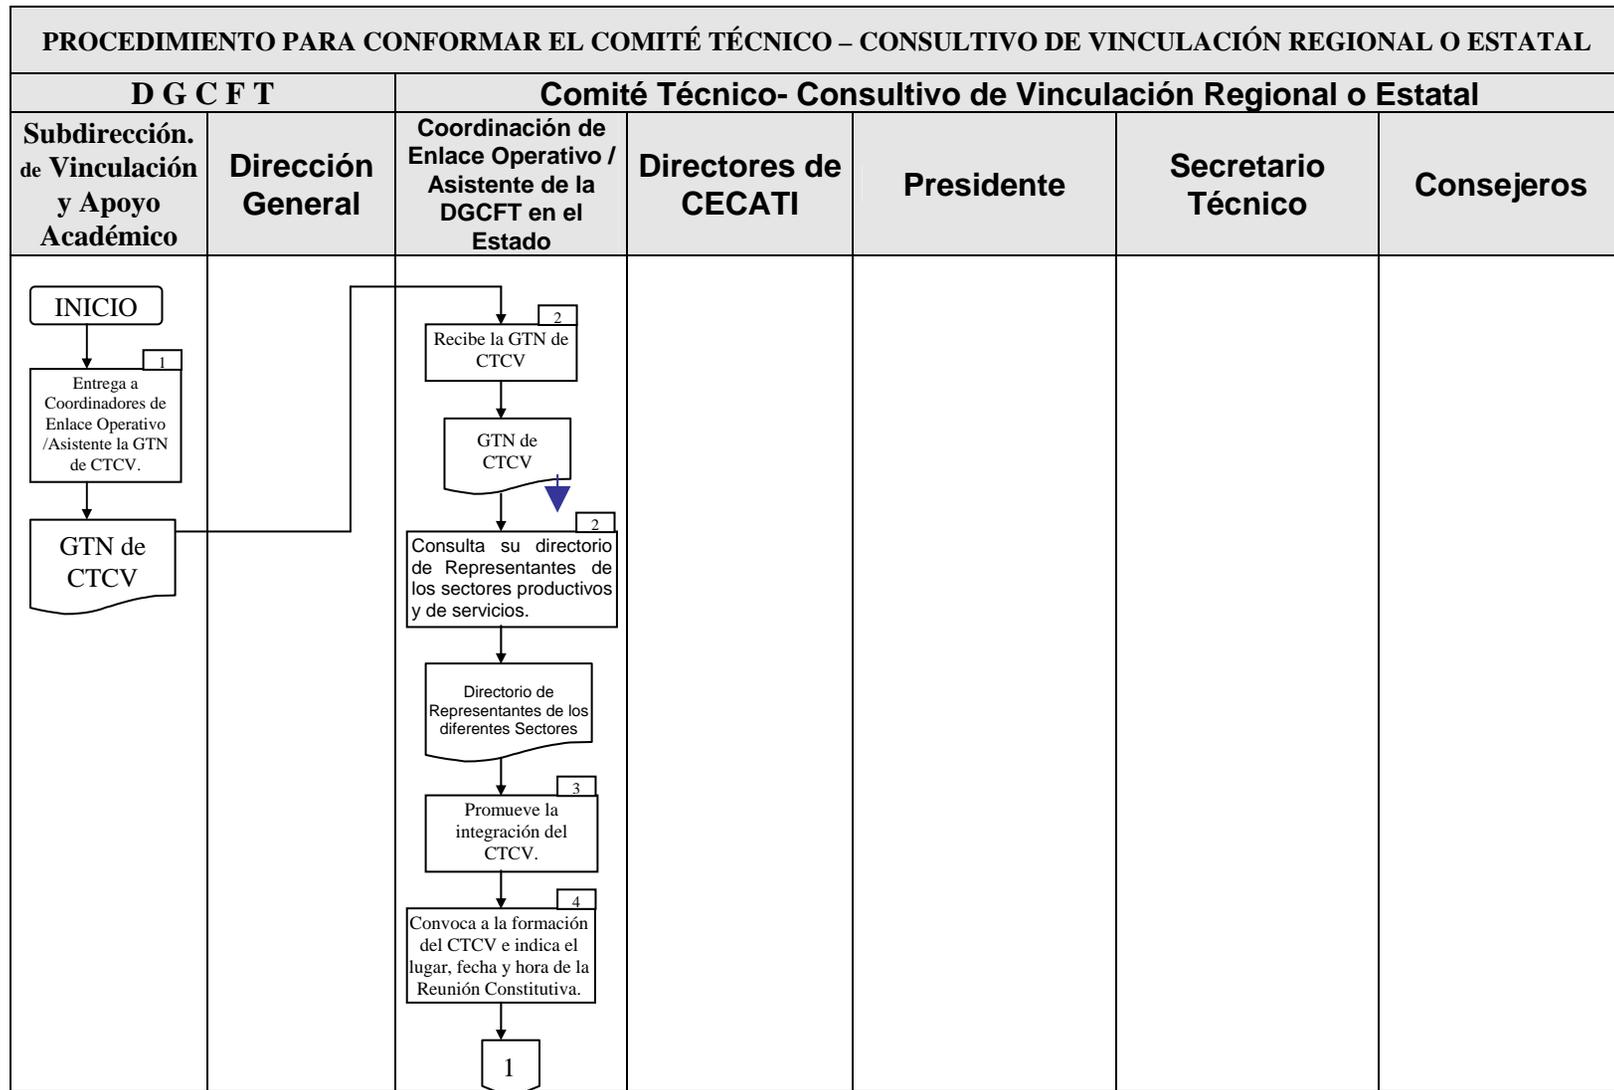 PROCEDIMIENTO PARA CONFORMAR EL COMITÉ TÉCNICO – CONSULTIVO DE VINCULACIÓN REGIONAL O ESTATAL
D G C F T
Comité Técnico- Consultivo de Vinculación Regional o Estatal
Subdirección.
de Vinculación
y Apoyo
Académico
Dirección
General
Coordinación de
Enlace Operativo /
Asistente de la
DGCFT en el
Estado
Directores de
CECATI
Presidente
Secretario
Técnico
Consejeros
INICIO
1
Entrega a
Coordinadores de
Enlace Operativo
/Asistente la GTN
de CTCV.
GTN de
CTCV
2
Recibe la GTN de
CTCV
GTN de
CTCV
2
Consulta su directorio
de Representantes de
los sectores productivos
y de servicios.
Directorio de
Representantes de los
diferentes Sectores
3
Promueve la
integración del
CTCV.
4
Convoca a la formación
del CTCV e indica el
lugar, fecha y hora de la
Reunión Constitutiva.
1